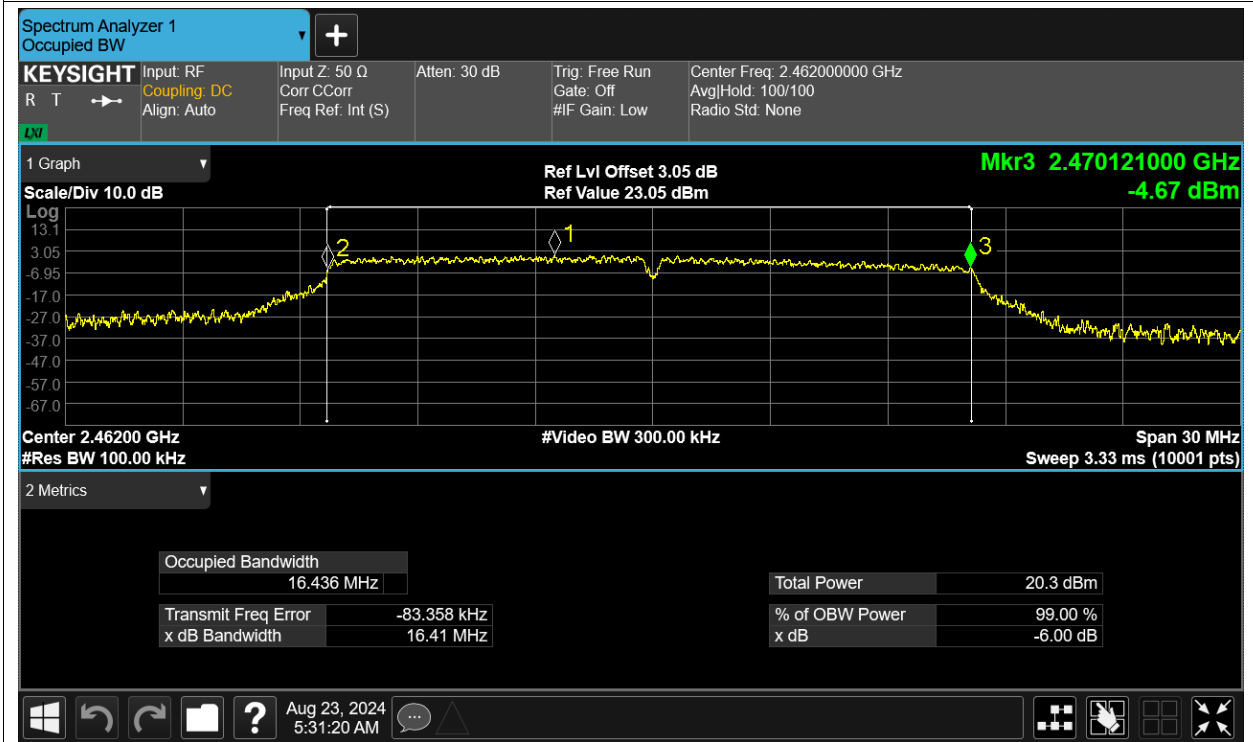 Spectrum Analyzer 1
Occupied BW
KEYSIGHT
R T
LXI
Input: RF
Coupling: DC
Align: Auto
Input Z: 50 Ω
Corr CCorr
Freq Ref: Int (S)
Atten: 30 dB
Trig: Free Run
Gate: Off
#IF Gain: Low
Center Freq: 2.462000000 GHz
Avg|Hold: 100/100
Radio Std: None
1 Graph
Scale/Div 10.0 dB
Ref Lvl Offset 3.05 dB
Ref Value 23.05 dBm
Mkr3 2.470121000 GHz
-4.67 dBm
Log
13.1
3.05
-6.95
-17.0
-27.0
-37.0
-47.0
-57.0
-67.0
2
1
3
Center 2.46200 GHz
#Res BW 100.00 kHz
#Video BW 300.00 kHz
Span 30 MHz
Sweep 3.33 ms (10001 pts)
2 Metrics
Occupied Bandwidth
16.436 MHz
Transmit Freq Error -83.358 kHz
x dB Bandwidth 16.41 MHz
Total Power 20.3 dBm
% of OBW Power 99.00 %
x dB -6.00 dB
?
Aug 23, 2024
5:31:20 AM